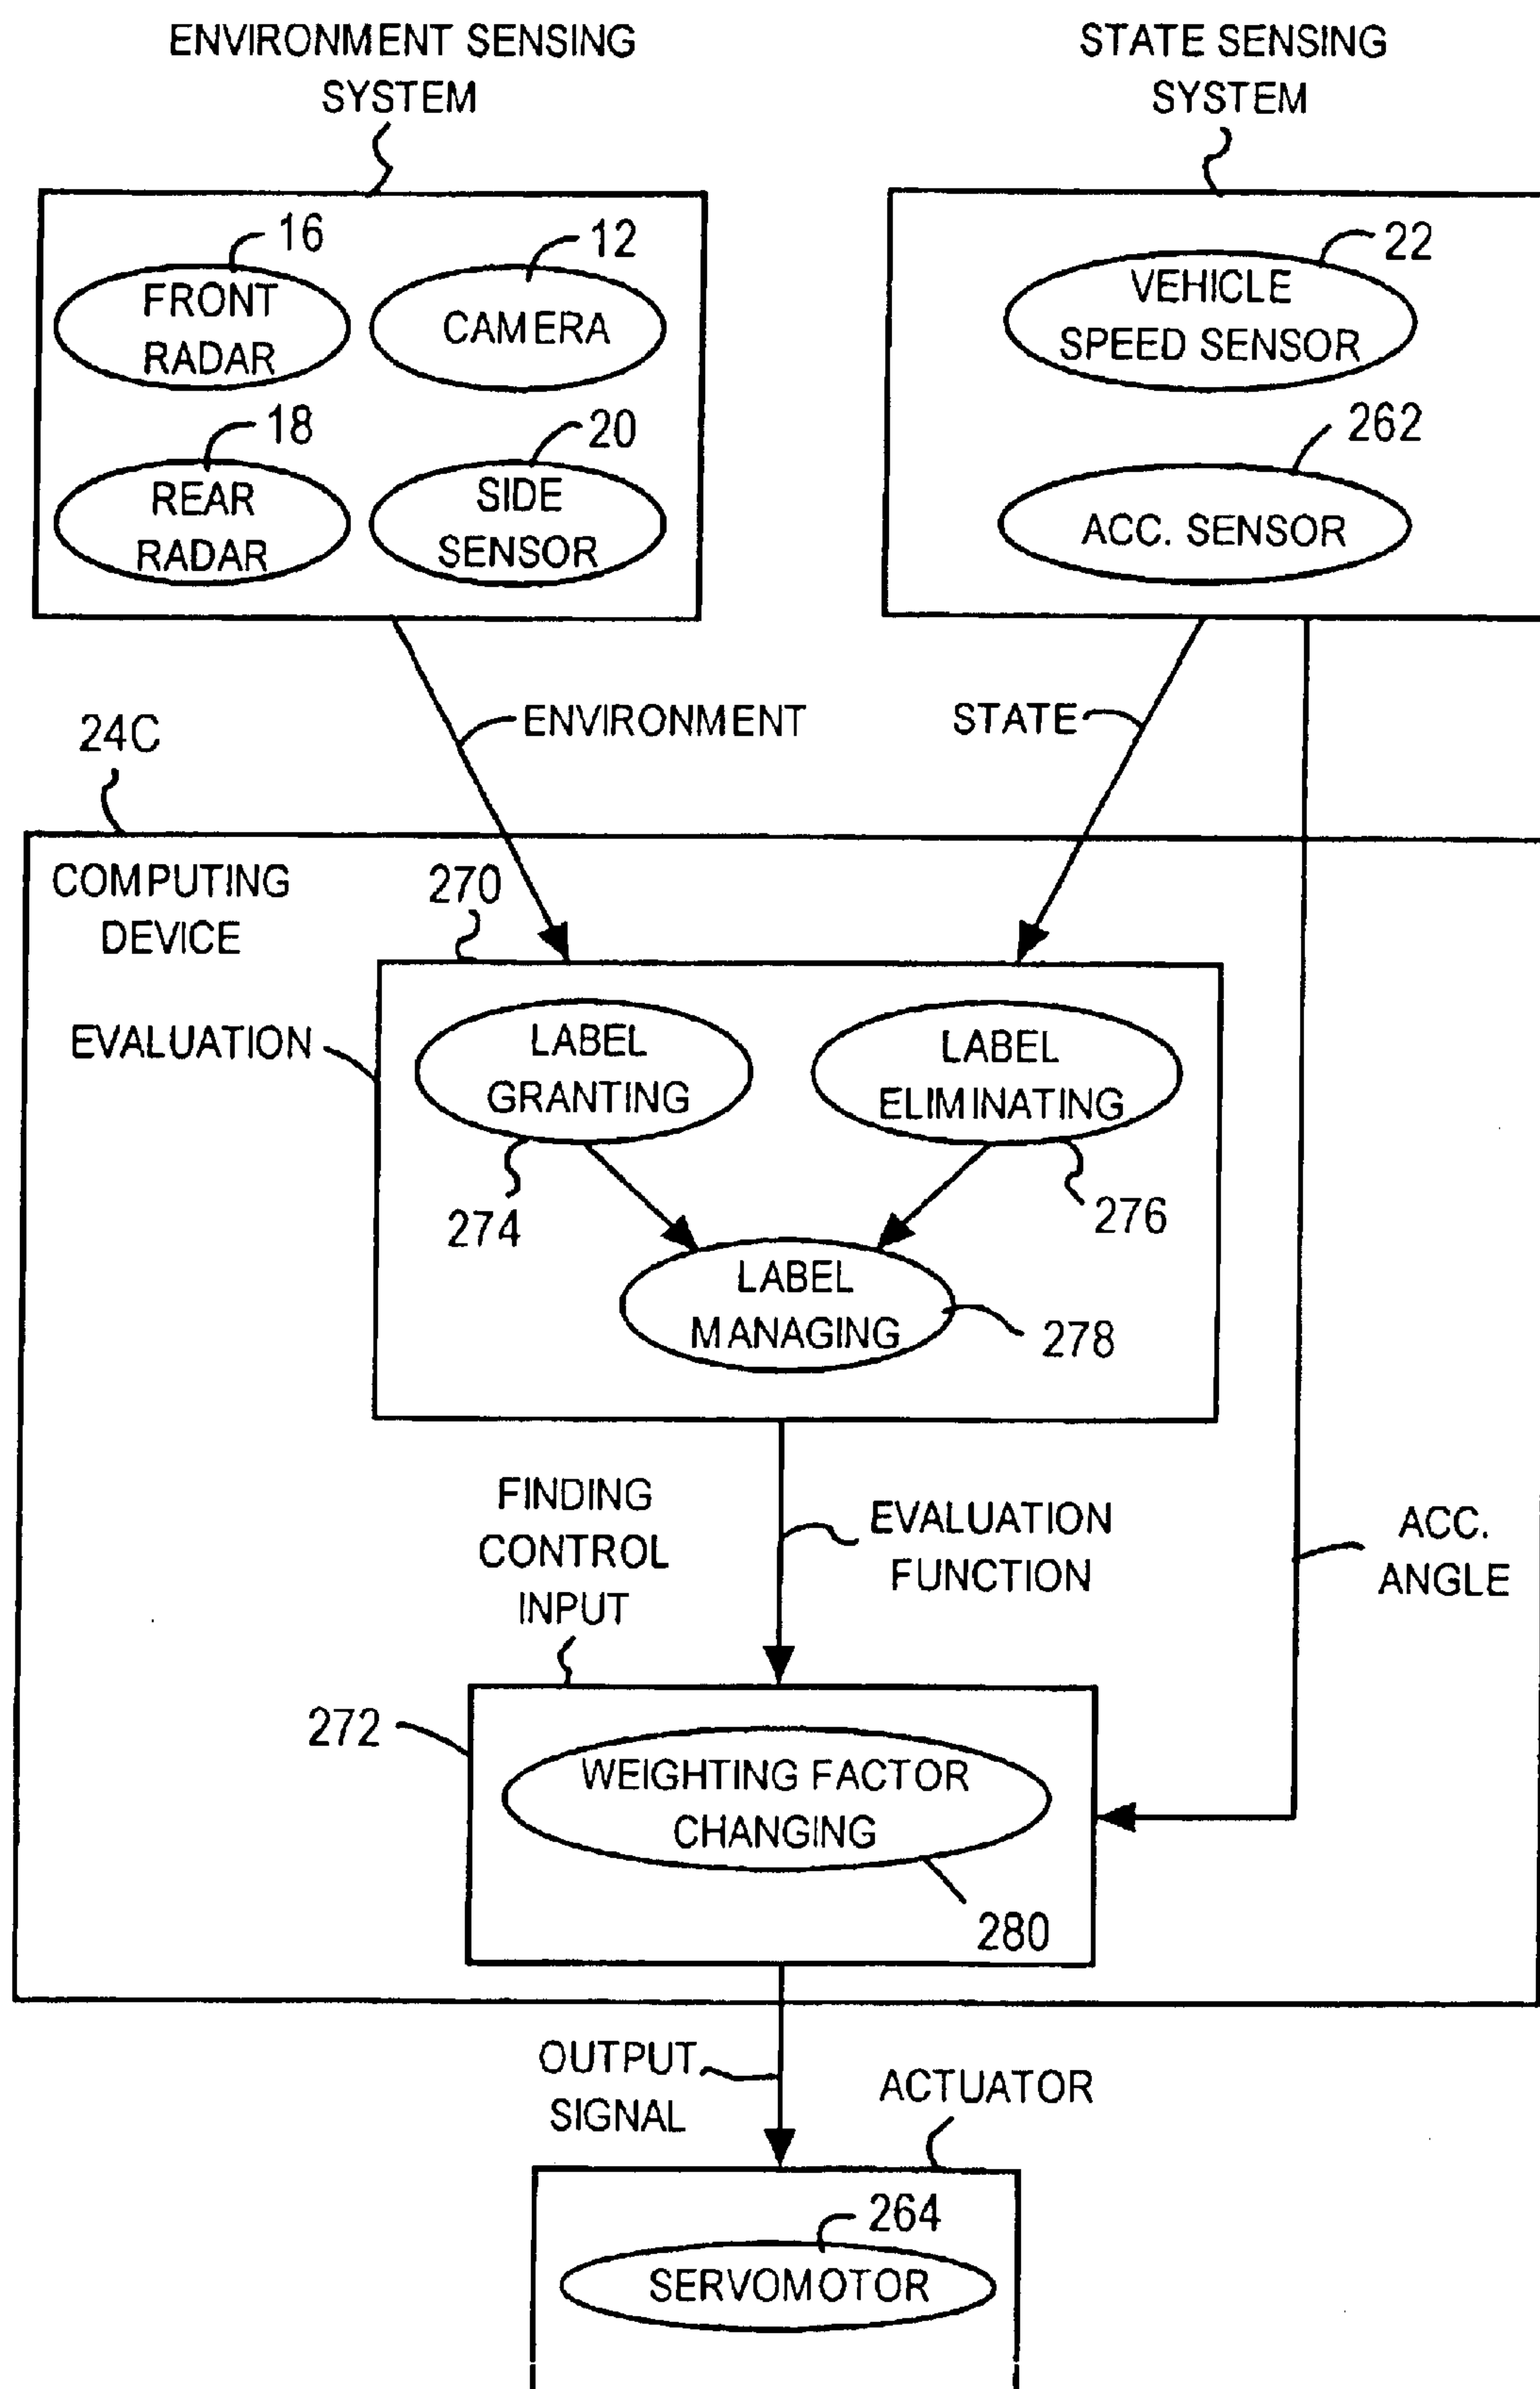 ENVIRONMENT SENSING
SYSTEM
STATE SENSING
SYSTEM
16
12
22
FRONT
RADAR
CAMERA
VEHICLE
SPEED SENSOR
18
20
262
REAR
RADAR
SIDE
SENSOR
ACC. SENSOR
ENVIRONMENT
STATE
24C
COMPUTING
DEVICE
270
EVALUATION
LABEL
GRANTING
LABEL
ELIMINATING
274
276
LABEL
MANAGING
278
FINDING
CONTROL
INPUT
EVALUATION
FUNCTION
ACC.
ANGLE
272
WEIGHTING FACTOR
CHANGING
280
OUTPUT
SIGNAL
ACTUATOR
264
SERVOMOTOR